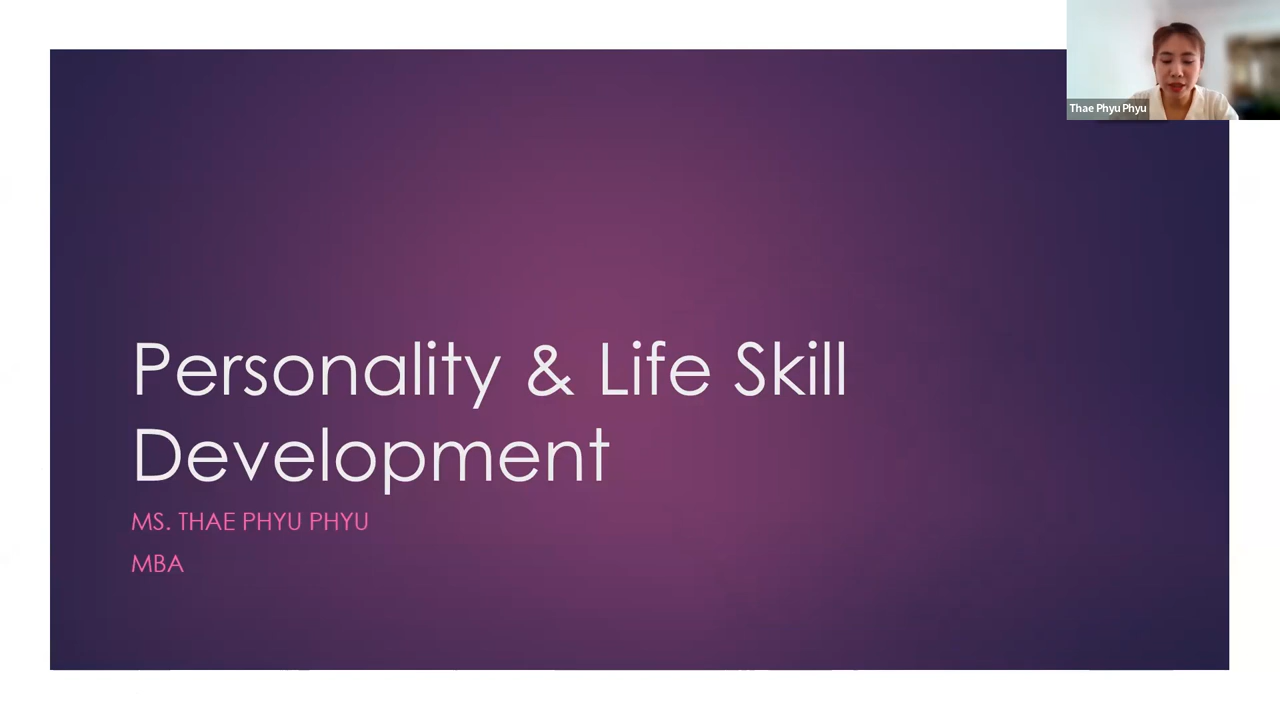 Thae Phyu Phyu
Personality & Life Skill
Development
MS. THAE PHYU PHYU
MBA